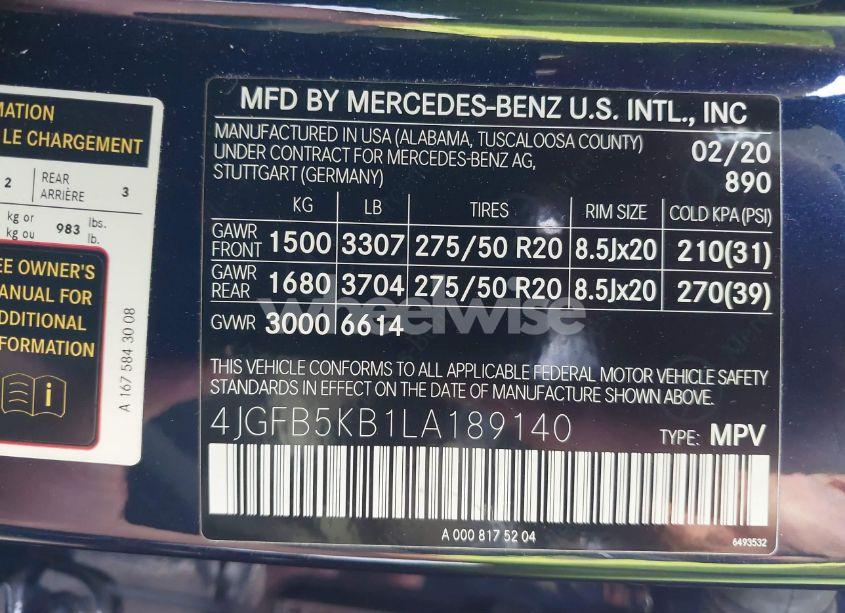 MATION
LE CHARGEMENT
2 REAR ARRIÈRE 3
kg or
kg ou 983 lbs.
lb.
EE OWNER'S
ANUAL FOR
DDITIONAL
FORMATION
A 167 584 30 08
MFD BY MERCEDES-BENZ U.S. INTL., INC
MANUFACTURED IN USA (ALABAMA, TUSCALOOSA COUNTY) 02/20
UNDER CONTRACT FOR MERCEDES-BENZ AG,
STUTTGART (GERMANY) 890
KG LB TIRES RIM SIZE COLD KPA (PSI)
GAWR FRONT 1500 3307 275/50 R20 8.5Jx20 210(31)
GAWR REAR 1680 3704 275/50 R20 8.5Jx20 270(39)
wheelwise
GVWR 3000 6614
THIS VEHICLE CONFORMS TO ALL APPLICABLE FEDERAL MOTOR VEHICLE SAFETY
STANDARDS IN EFFECT ON THE DATE OF MANUFACTURE SHOWN ABOVE.
4JGFB5KB1LA189140 TYPE: MPV
A 000 817 52 04 6493532